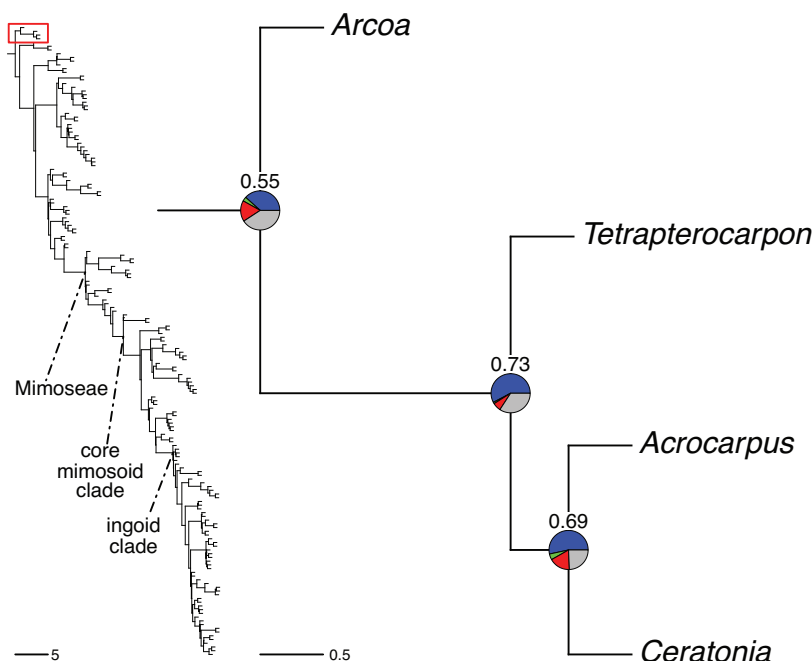 Arcoa
0.55
Tetrapterocarpon
0.73
Mimoseae
Acrocarpus
core
mimosoid
clade
0.69
ingoid
clade
5
0.5
Ceratonia